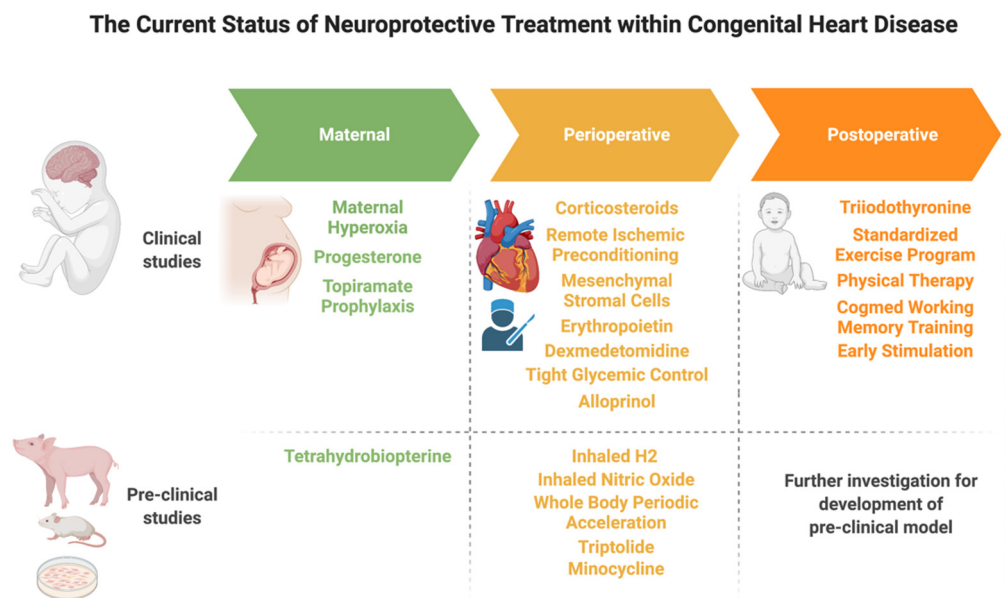 The Current Status of Neuroprotective Treatment within Congenital Heart Disease
Maternal
Perioperative
Postoperative
Clinical
studies
Maternal
Hyperoxia
Progesterone
Topiramate
Prophylaxis
Corticosteroids
Remote Ischemic
Preconditioning
Mesenchymal
Stromal Cells
Erythropoietin
Dexmedetomidine
Tight Glycemic Control
Alloprinol
Triiodothyronine
Standardized
Exercise Program
Physical Therapy
Cogmed Working
Memory Training
Early Stimulation
Pre-clinical
studies
Tetrahydrobiopterine
Inhaled H2
Inhaled Nitric Oxide
Whole Body Periodic
Acceleration
Triptolide
Minocycline
Further investigation for
development of
pre-clinical model